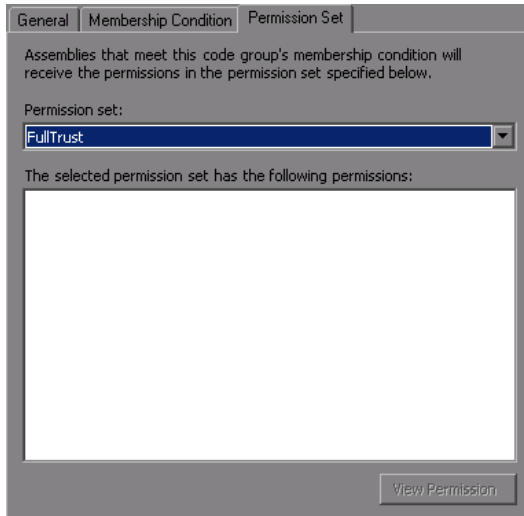 General Membership Condition Permission Set
Assemblies that meet this code group's membership condition will
receive the permissions in the permission set specified below.
Permission set:
FullTrust
The selected permission set has the following permissions:
View Permission